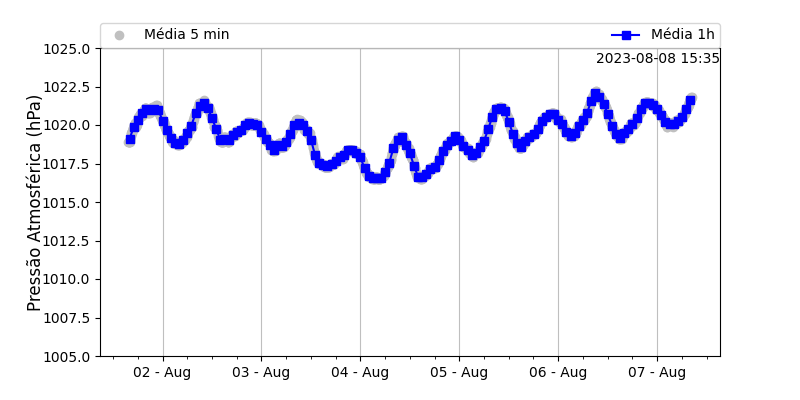 Média 5 min
Média 1h
2023-08-08 15:35
Pressão Atmosférica (hPa)
1025.0
1022.5
1020.0
1017.5
1015.0
1012.5
1010.0
1007.5
1005.0
02 - Aug
03 - Aug
04 - Aug
05 - Aug
06 - Aug
07 - Aug